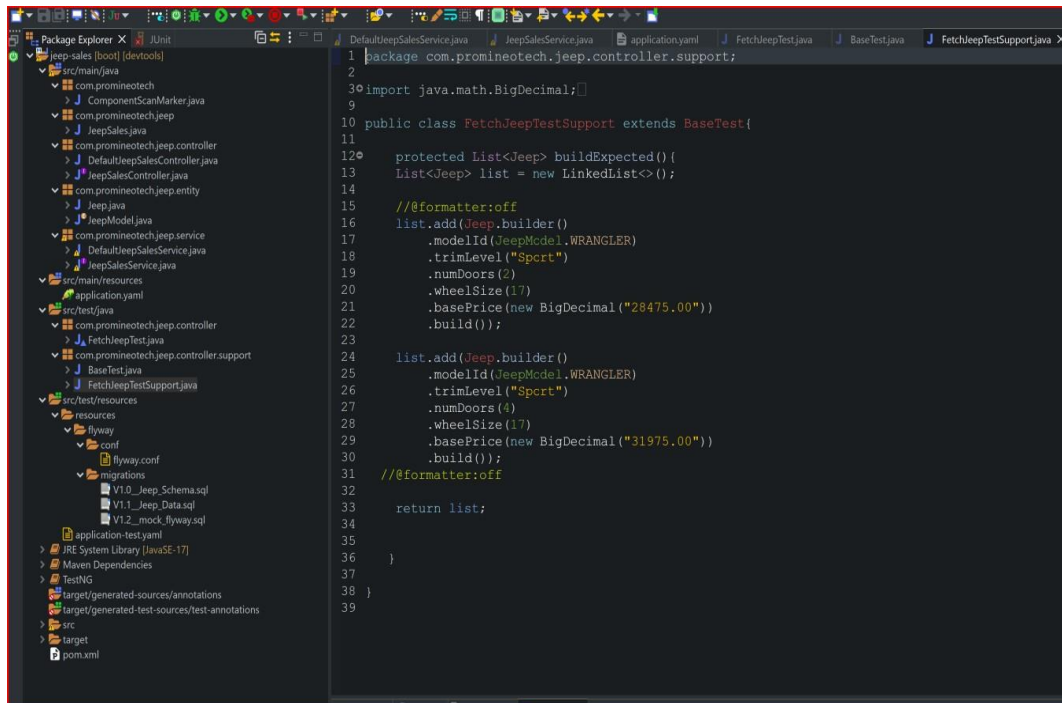 Package Explorer X JUnit
jeep-sales [boot] [devtools]
src/main/java
com.promineotech
ComponentScanMarker.java
com.promineotech.jeep
JeepSales.java
com.promineotech.jeep.controller
DefaultJeepSalesController.java
JeepSalesController.java
com.promineotech.jeep.entity
Jeep.java
JeepModel.java
com.promineotech.jeep.service
DefaultJeepSalesService.java
JeepSalesService.java
src/main/resources
application.yaml
src/test/java
com.promineotech.jeep.controller
FetchJeepTest.java
com.promineotech.jeep.controller.support
BaseTest.java
FetchJeepTestSupport.java
src/test/resources
resources
flyway
conf
flyway.conf
migrations
V1.0__Jeep_Schema.sql
V1.1__Jeep_Data.sql
V1.2__mock_flyway.sql
application-test.yaml
JRE System Library [JavaSE-17]
Maven Dependencies
TestNG
target/generated-sources/annotations
target/generated-test-sources/test-annotations
src
target
pom.xml
DefaultJeepSalesService.java JeepSalesService.java application.yaml FetchJeepTest.java BaseTest.java FetchJeepTestSupport.java X
1 package com.promineotech.jeep.controller.support;
2
3 import java.math.BigDecimal;
9
10 public class FetchJeepTestSupport extends BaseTest{
11
12 protected List<Jeep> buildExpected(){
13 List<Jeep> list = new LinkedList<>();
14
15 //@formatter:off
16 list.add(Jeep.builder()
17 .modelId(JeepModel.WRANGLER)
18 .trimLevel("Sport")
19 .numDoors(2)
20 .wheelSize(17)
21 .basePrice(new BigDecimal("28475.00"))
22 .build());
23
24 list.add(Jeep.builder()
25 .modelId(JeepModel.WRANGLER)
26 .trimLevel("Sport")
27 .numDoors(4)
28 .wheelSize(17)
29 .basePrice(new BigDecimal("31975.00"))
30 .build());
31 //@formatter:off
32
33 return list;
34
35
36 }
37
38 }
39